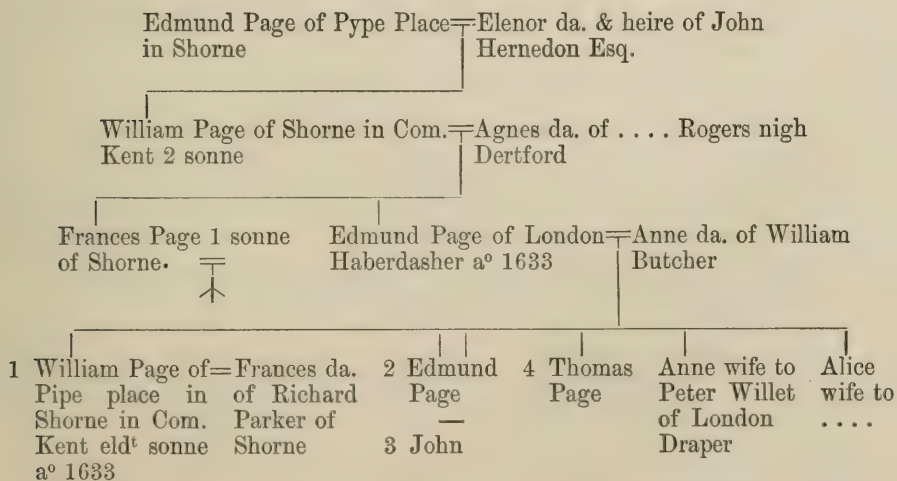 Edmund Page of Pype Place=Elenor da. & heire of John
in Shorne
Hernedon Esq.
William Page of Shorne in Com.=Agnes da. of . . . . Rogers nigh
Kent 2 sonne
Dertford
Frances Page 1 sonne
of Shorne.
Edmund Page of London=Anne da. of William
Haberdasher aº 1633
Butcher
1 William Page of=Frances da.
Pipe place in
of Richard
Shorne in Com.
Parker of
Kent eldᵗ sonne
Shorne
aº 1633
2 Edmund
Page
—
3 John
4 Thomas
Page
Anne wife to
Peter Willet
of London
Draper
Alice
wife to
. . . .